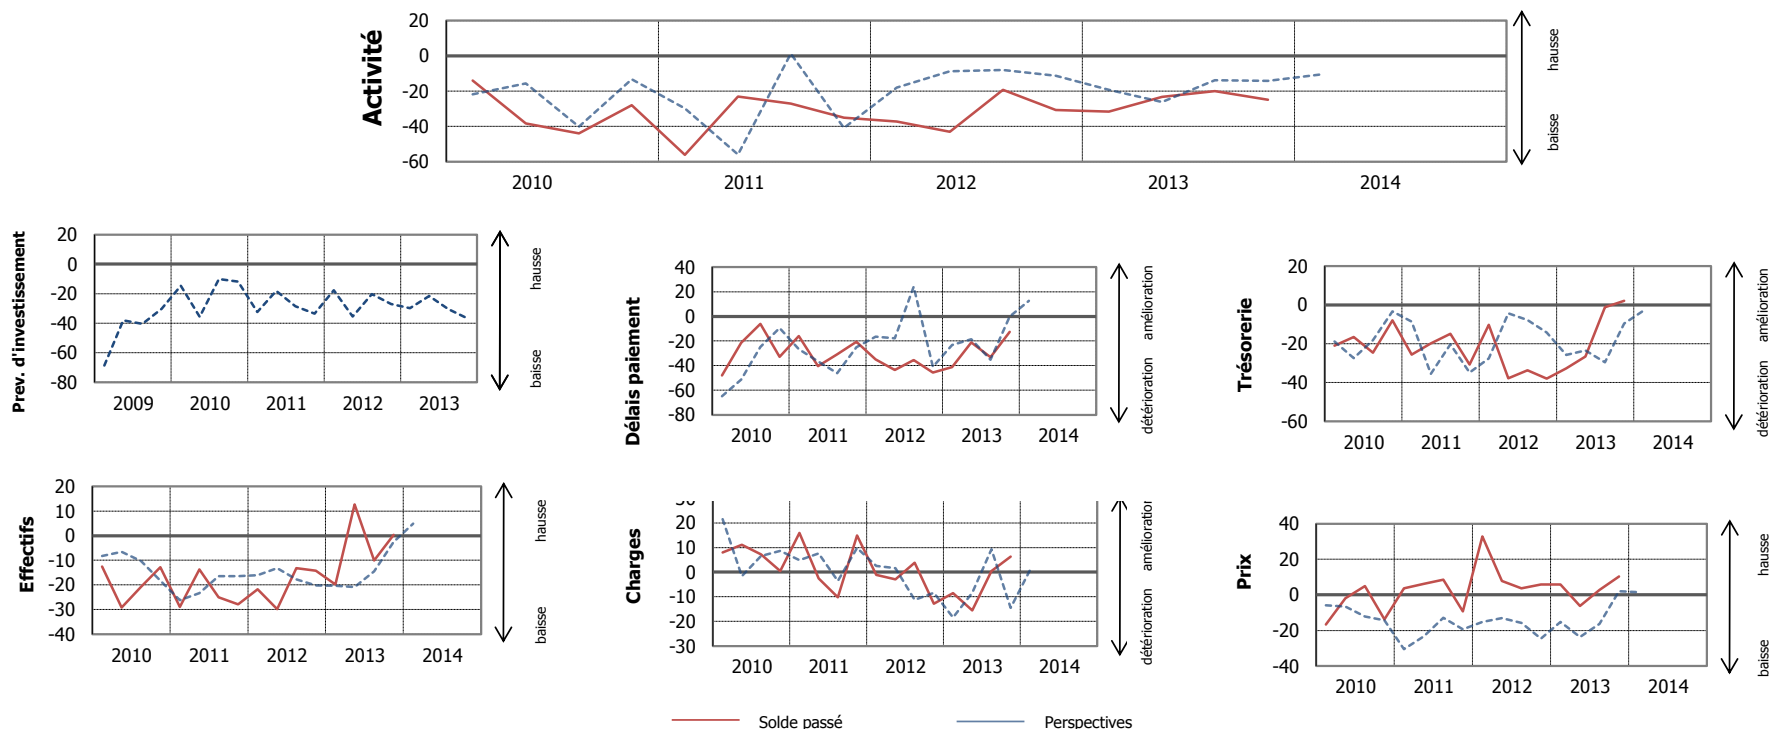 Activité
20
0
-20
-40
-60
2010 2011 2012 2013 2014
hausse
baisse
Prev. d'investissement
20
0
-20
-40
-60
-80
2009 2010 2011 2012 2013
hausse
baisse
Délais paiement
40
20
0
-20
-40
-60
-80
2010 2011 2012 2013 2014
amélioration
détérioration
Trésorerie
20
0
-20
-40
-60
2010 2011 2012 2013 2014
amélioration
détérioration
Effectifs
20
10
0
-10
-20
-30
-40
2010 2011 2012 2013 2014
hausse
baisse
Charges
30
20
10
0
-10
-20
-30
2010 2011 2012 2013 2014
amélioration
détérioration
Prix
40
20
0
-20
-40
2010 2011 2012 2013 2014
hausse
baisse
Solde passé Perspectives